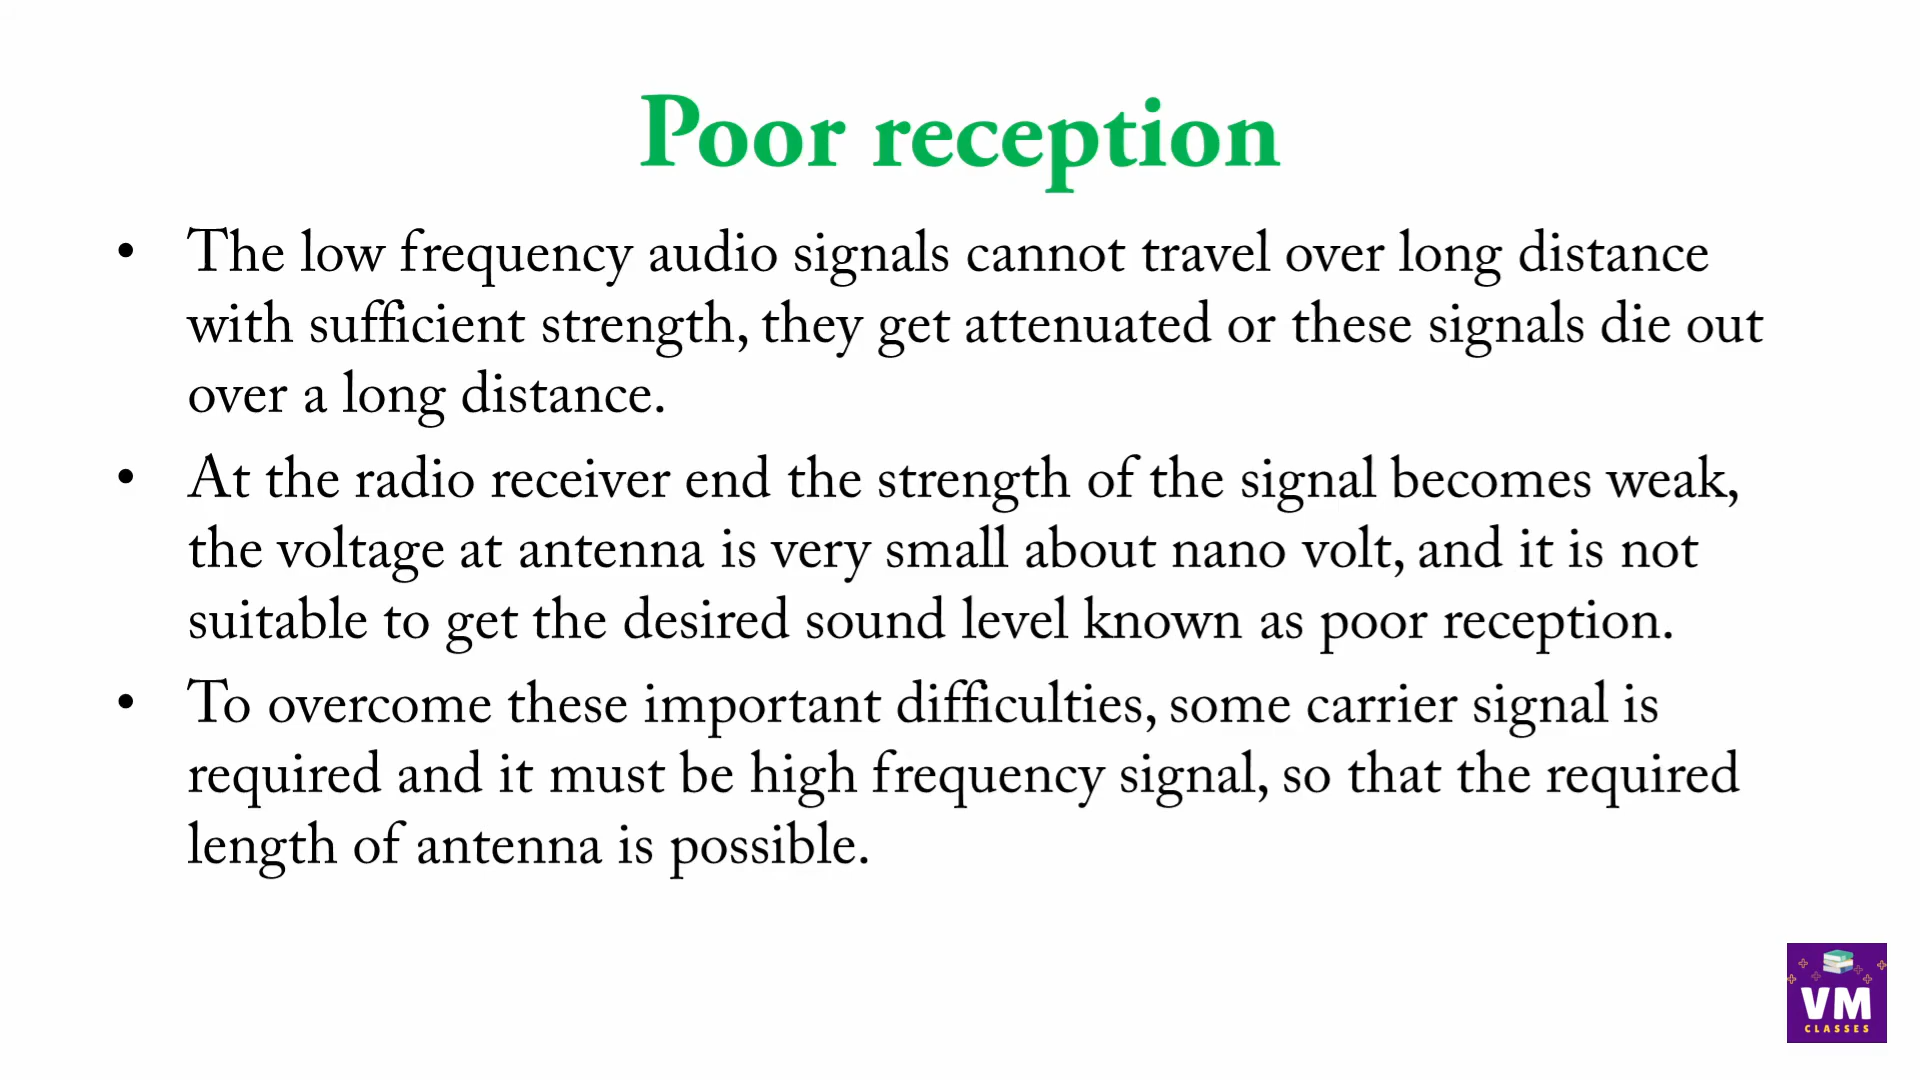 Poor reception
• The low frequency audio signals cannot travel over long distance
with sufficient strength, they get attenuated or these signals die out
over a long distance.
• At the radio receiver end the strength of the signal becomes weak,
the voltage at antenna is very small about nano volt, and it is not
suitable to get the desired sound level known as poor reception.
• To overcome these important difficulties, some carrier signal is
required and it must be high frequency signal, so that the required
length of antenna is possible.
VM
CLASSES